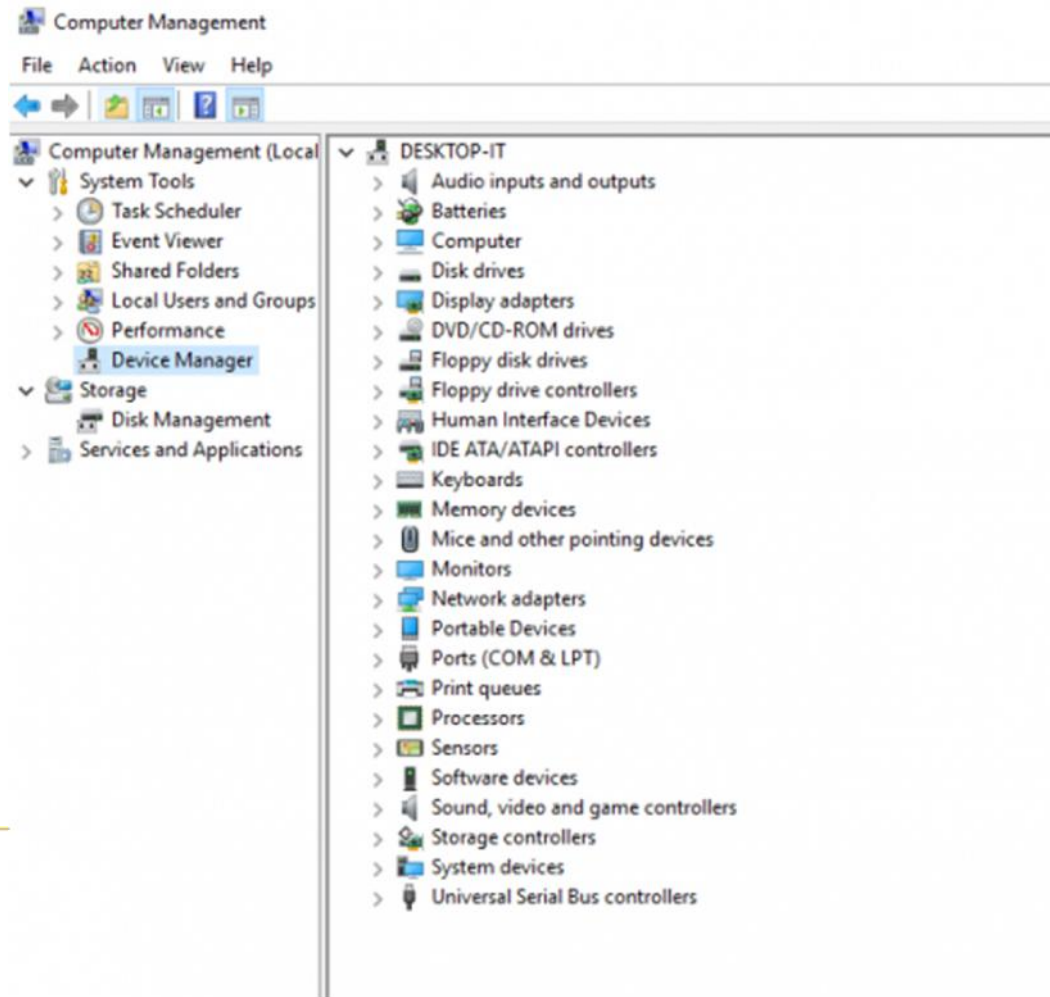 Computer Management
File Action View Help
Computer Management (Local
System Tools
Task Scheduler
Event Viewer
Shared Folders
Local Users and Groups
Performance
Device Manager
Storage
Disk Management
Services and Applications
DESKTOP-IT
Audio inputs and outputs
Batteries
Computer
Disk drives
Display adapters
DVD/CD-ROM drives
Floppy disk drives
Floppy drive controllers
Human Interface Devices
IDE ATA/ATAPI controllers
Keyboards
Memory devices
Mice and other pointing devices
Monitors
Network adapters
Portable Devices
Ports (COM & LPT)
Print queues
Processors
Sensors
Software devices
Sound, video and game controllers
Storage controllers
System devices
Universal Serial Bus controllers